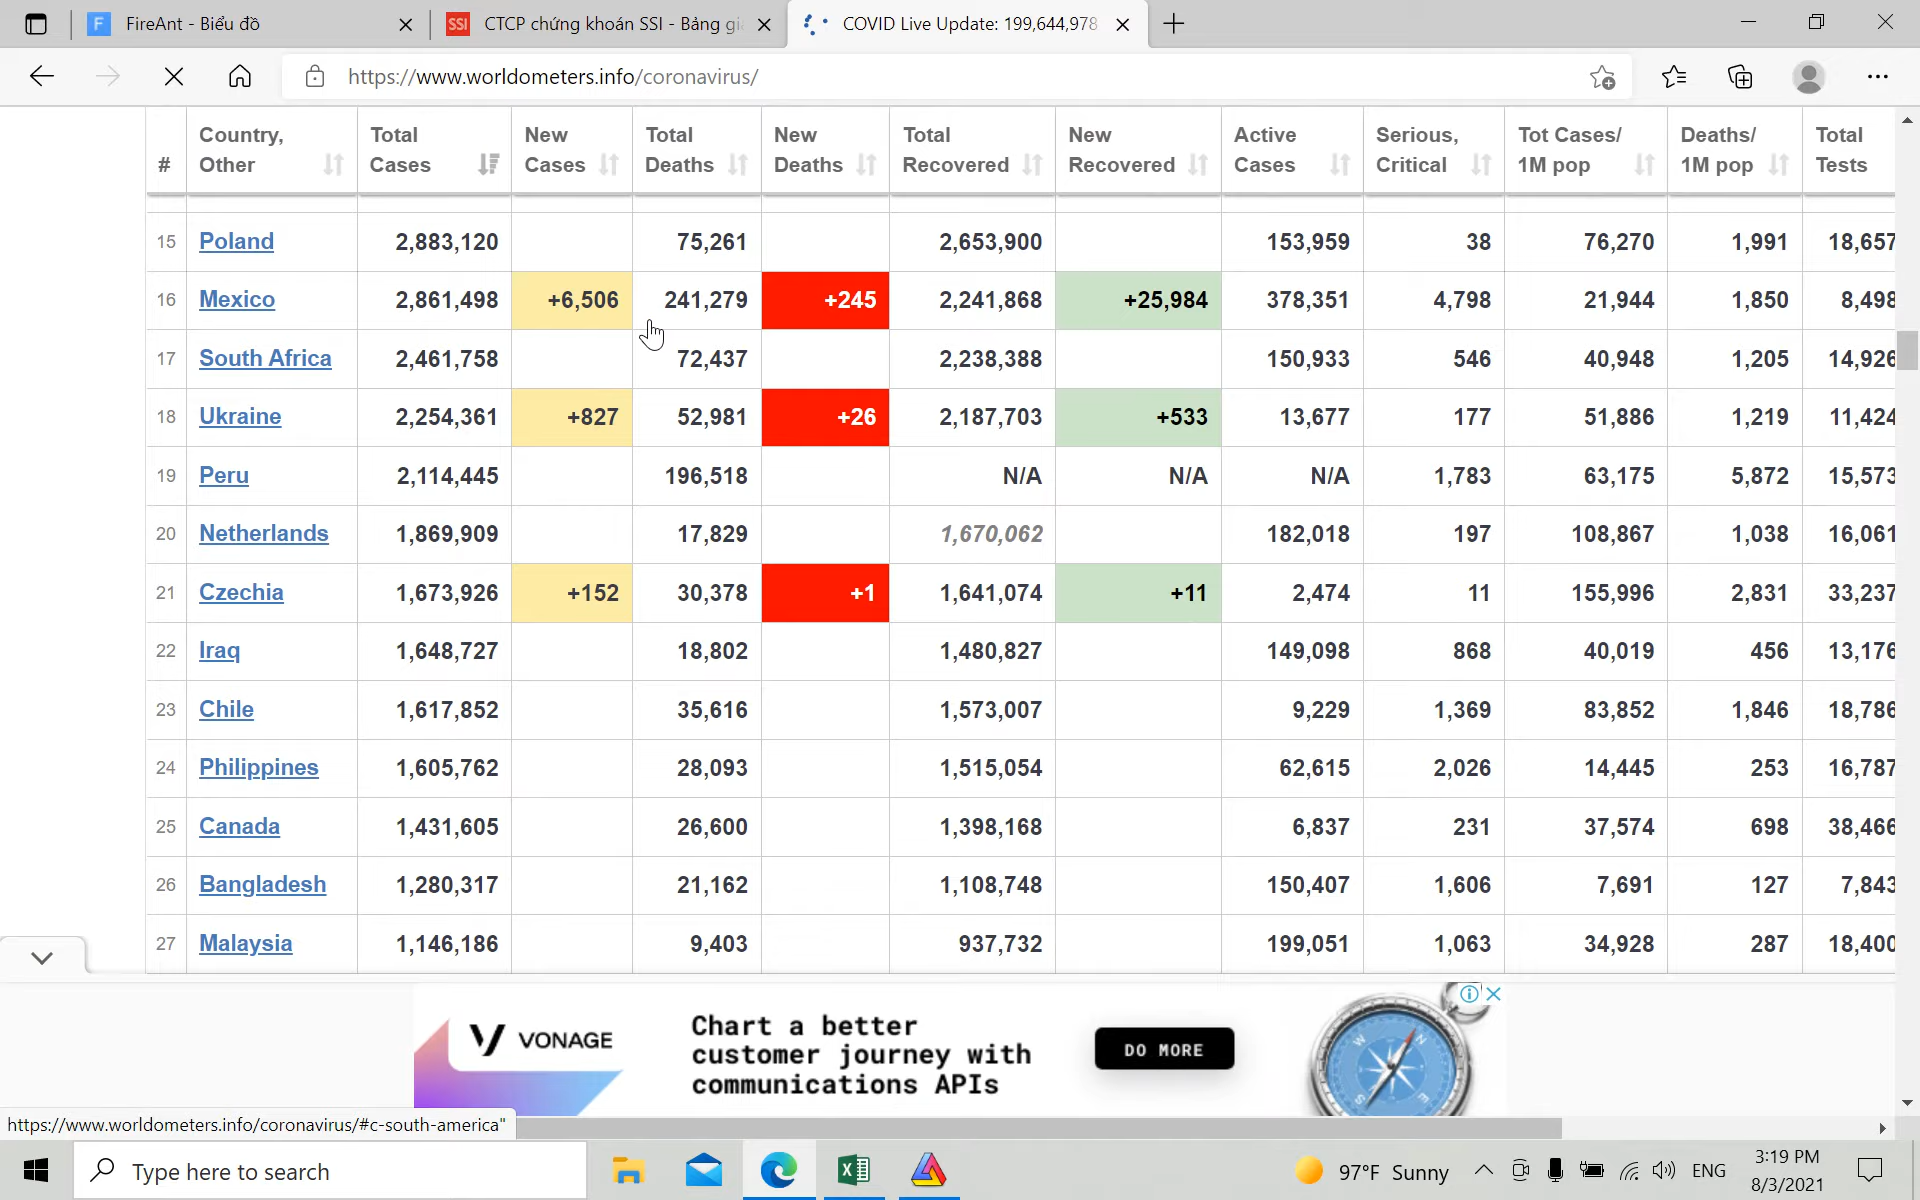 FireAnt - Biểu đồ
SSI CTCP chứng khoán SSI - Bảng gi
COVID Live Update: 199,644,978
https://www.worldometers.info/coronavirus/
# Country, Other Total Cases New Cases Total Deaths New Deaths Total Recovered New Recovered Active Cases Serious, Critical Tot Cases/ 1M pop Deaths/ 1M pop Total Tests
15 Poland 2,883,120 75,261 2,653,900 153,959 38 76,270 1,991 18,657
16 Mexico 2,861,498 +6,506 241,279 +245 2,241,868 +25,984 378,351 4,798 21,944 1,850 8,498
17 South Africa 2,461,758 72,437 2,238,388 150,933 546 40,948 1,205 14,926
18 Ukraine 2,254,361 +827 52,981 +26 2,187,703 +533 13,677 177 51,886 1,219 11,424
19 Peru 2,114,445 196,518 N/A N/A N/A 1,783 63,175 5,872 15,573
20 Netherlands 1,869,909 17,829 1,670,062 182,018 197 108,867 1,038 16,061
21 Czechia 1,673,926 +152 30,378 +1 1,641,074 +11 2,474 11 155,996 2,831 33,237
22 Iraq 1,648,727 18,802 1,480,827 149,098 868 40,019 456 13,176
23 Chile 1,617,852 35,616 1,573,007 9,229 1,369 83,852 1,846 18,786
24 Philippines 1,605,762 28,093 1,515,054 62,615 2,026 14,445 253 16,787
25 Canada 1,431,605 26,600 1,398,168 6,837 231 37,574 698 38,466
26 Bangladesh 1,280,317 21,162 1,108,748 150,407 1,606 7,691 127 7,843
27 Malaysia 1,146,186 9,403 937,732 199,051 1,063 34,928 287 18,400
VONAGE
Chart a better
customer journey with
communications APIs
DO MORE
https://www.worldometers.info/coronavirus/#c-south-america"
Type here to search
97°F Sunny
ENG
3:19 PM
8/3/2021